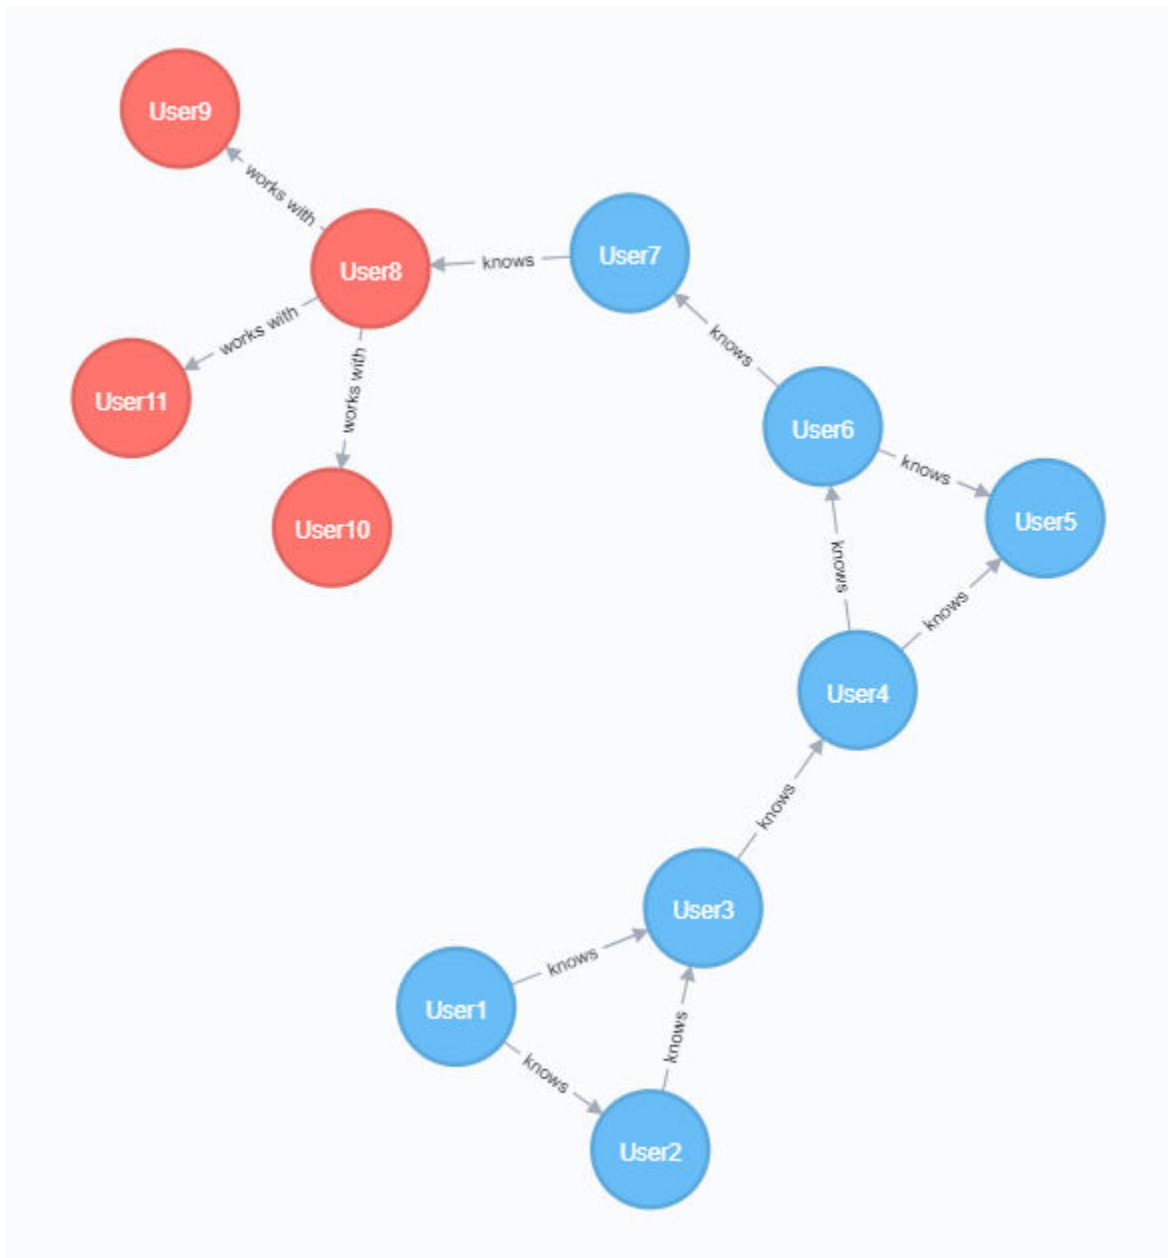 User9
works with
User8
knows
User7
works with
works with
knows
User11
User6
knows
User5
User10
knows
knows
User4
knows
User3
knows
User1
knows
knows
User2